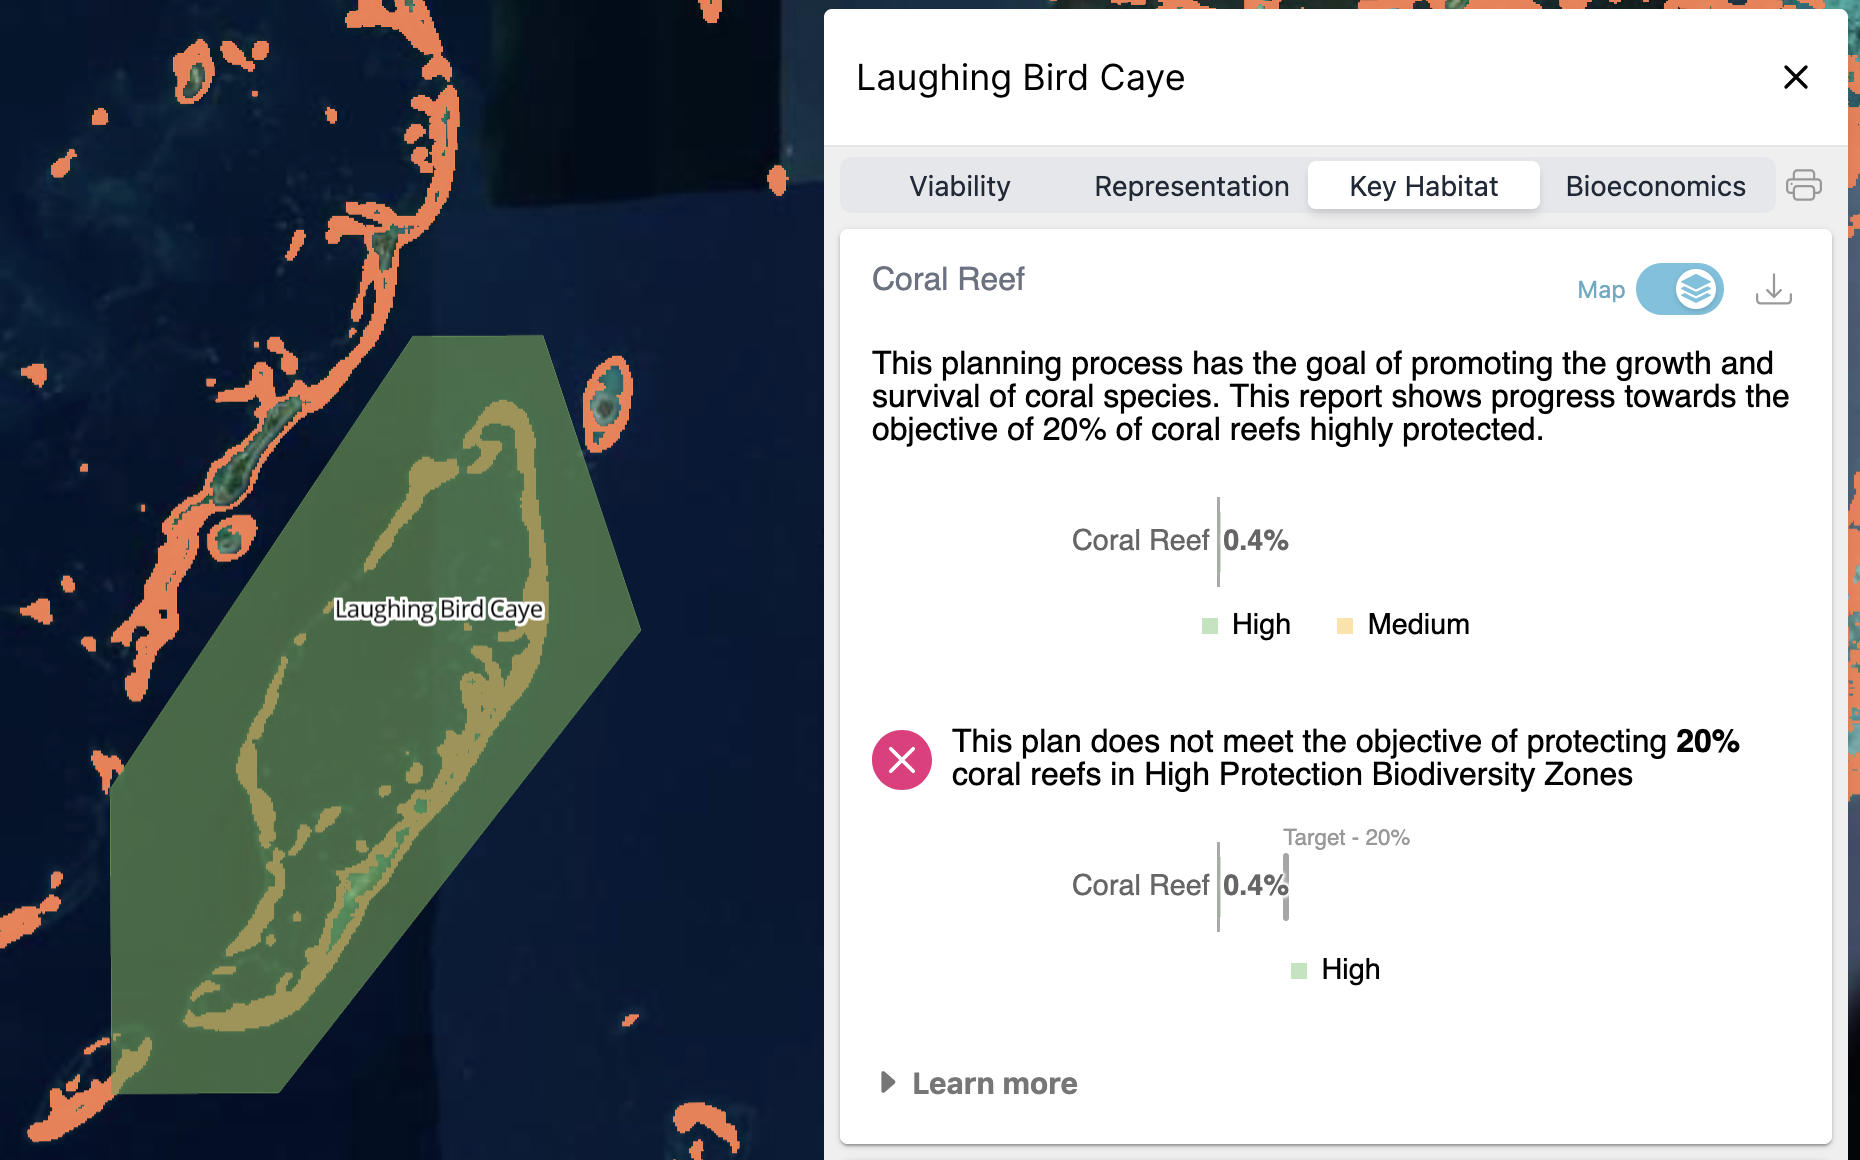 Laughing Bird Caye
Laughing Bird Caye
Viability Representation Key Habitat Bioeconomics
Coral Reef
Map
This planning process has the goal of promoting the growth and
survival of coral species. This report shows progress towards the
objective of 20% of coral reefs highly protected.
Coral Reef 0.4%
High Medium
This plan does not meet the objective of protecting 20%
coral reefs in High Protection Biodiversity Zones
Target - 20%
Coral Reef 0.4%
High
Learn more